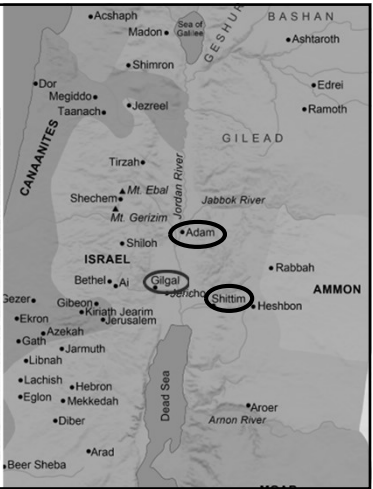 Acshaph
BASHAN
Sea of
Galilee
Madon
GESHUR
Ashtaroth
Shimron
Dor
Edrei
Megiddo
Jezreel
Ramoth
Taanach
CANAANITES
GILEAD
Tirzah
Jordan River
Mt. Ebal
Shechem
Jabbok River
Mt. Gerizim
Adam
Shiloh
ISRAEL
Rabbah
Bethel
Ai
Gilgal
AMMON
Jericho
Shittim
Gezer
Gibeon
Heshbon
Kiriath Jearim
Ekron
Jerusalem
Azekah
Gath
Jarmuth
Libnah
Lachish
Hebron
Dead Sea
Eglon
Mekkedah
Aroer
Arnon River
Diber
Arad
Beer Sheba